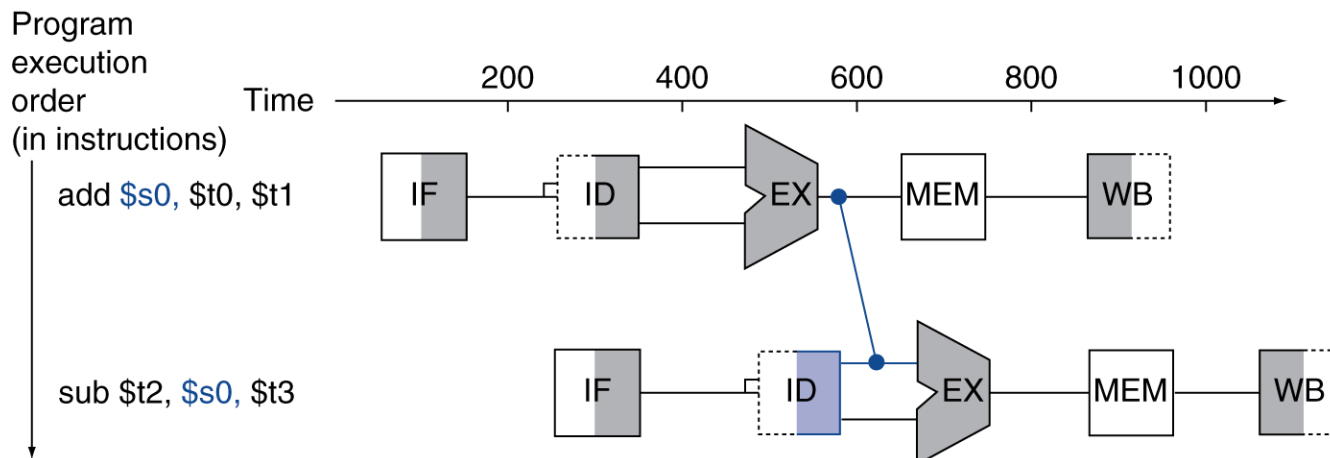 Program
execution
order
(in instructions)
Time
200 400 600 800 1000
add $s0, $t0, $t1
IF ID EX MEM WB
sub $t2, $s0, $t3
IF ID EX MEM WB